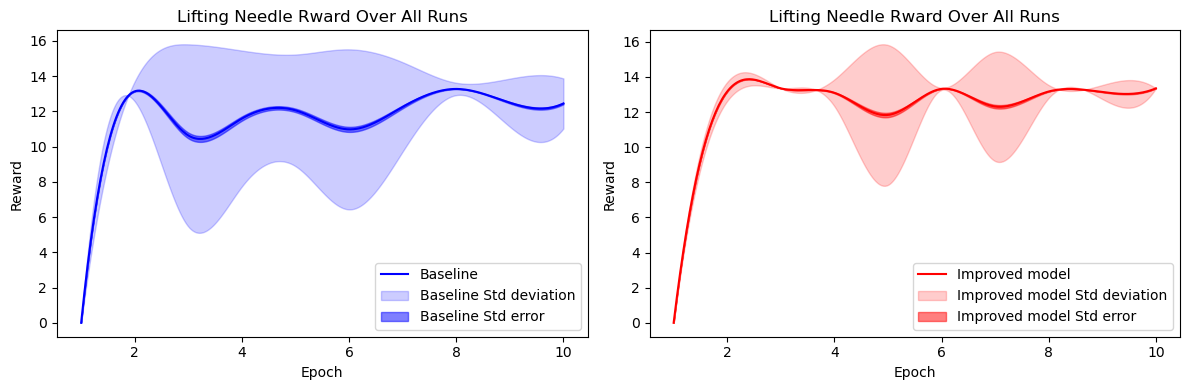 Lifting Needle Rward Over All Runs
16
14
12
10
8
6
4
2
0
Reward
2
4
6
8
10
Epoch
Baseline
Baseline Std deviation
Baseline Std error
Lifting Needle Rward Over All Runs
16
14
12
10
8
6
4
2
0
Reward
2
4
6
8
10
Epoch
Improved model
Improved model Std deviation
Improved model Std error